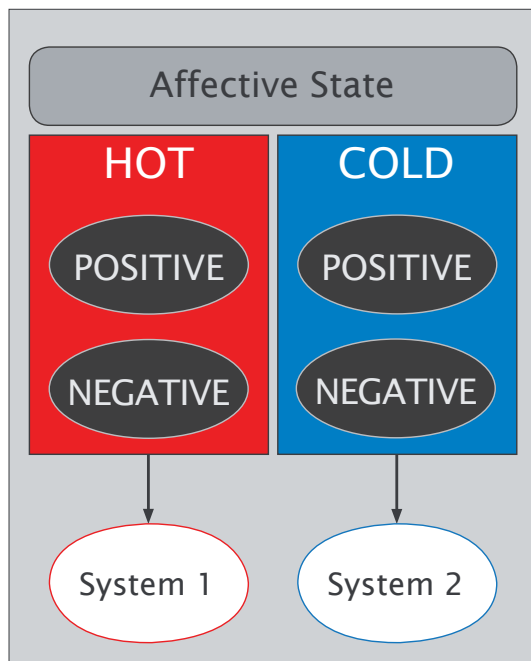 Affective State
HOT
COLD
POSITIVE
POSITIVE
NEGATIVE
NEGATIVE
System 1
System 2